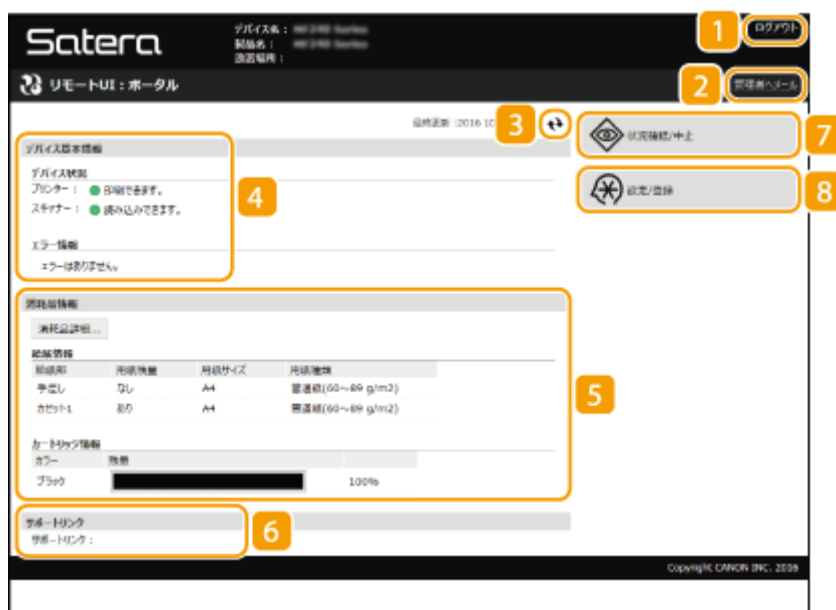 Satera
デバイス名 :
製品名 :
設置場所 :
1
ログアウト
リモートUI : ポータル
2
管理者へメール
最終更新 :2016 10
3
7
状況確認/中止
デバイス基本情報
デバイス状況
プリンター : 印刷できます。
スキャナー : 読み込みできます。
4
8
設定/登録
エラー情報
エラーはありません。
消耗品情報
消耗品詳細...
給紙情報
給紙部 用紙残量 用紙サイズ 用紙種類
手差し なし A4 普通紙(60～89 g/m2)
カセット1 あり A4 普通紙(60～89 g/m2)
5
カートリッジ情報
カラー 残量
ブラック 100%
サポートリンク
サポートリンク :
6
Copyright CANON INC. 2016